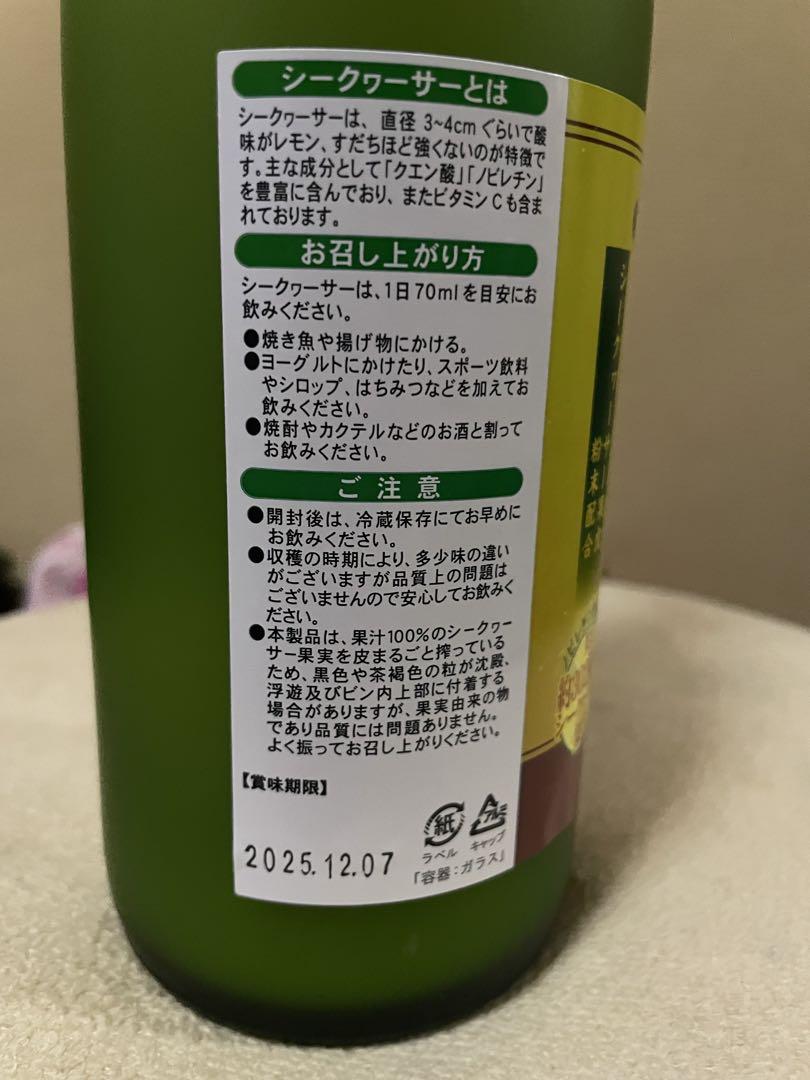 シークヮーサーとは
シークヮーサーは、直径3~4cmぐらいで酸
味がレモン、すだちほど強くないのが特徴で
す。主な成分として「クエン酸」「ノビレチン」
を豊富に含んでおり、またビタミンCも含ま
れております。
お召し上がり方
シークヮーサーは、1日70mlを目安にお
飲みください。
●焼き魚や揚げ物にかける。
●ヨーグルトにかけたり、スポーツ飲料
やシロップ、はちみつなどを加えてお
飲みください。
●焼酎やカクテルなどのお酒と割って
お飲みください。
ご注意
●開封後は、冷蔵保存にてお早めに
お飲みください。
●収穫の時期により、多少味の違い
がございますが品質上の問題は
ございませんので安心してお飲みく
ださい。
●本製品は、果汁100%のシークヮー
サー果実を皮まるごと搾っている
ため、黒色や茶褐色の粒が沈殿、
浮遊及びビン内上部に付着する
場合がありますが、果実由来の物
であり品質には問題ありません。
よく振ってお召し上がりください。
【賞味期限】
2025.12.07
紙
ラベル
アルミ
キャップ
「容器:ガラス」
シークヮーサー
粉末配合